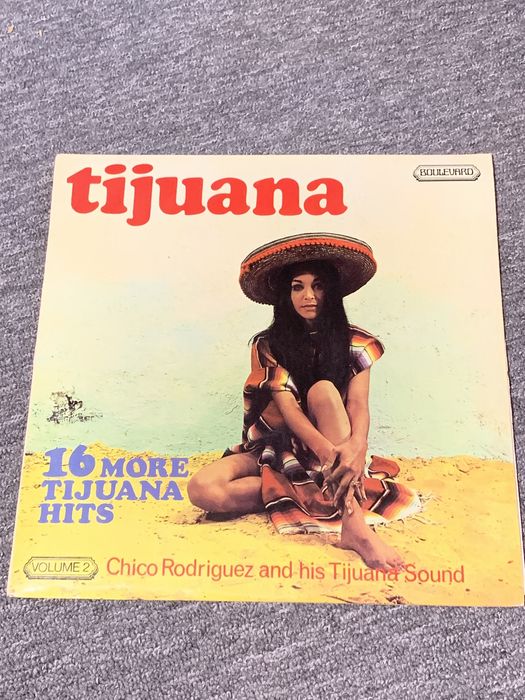 tijuana
BOULEVARD
16 MORE
TIJUANA
HITS
VOLUME 2
Chico Rodriguez and his Tijuana Sound